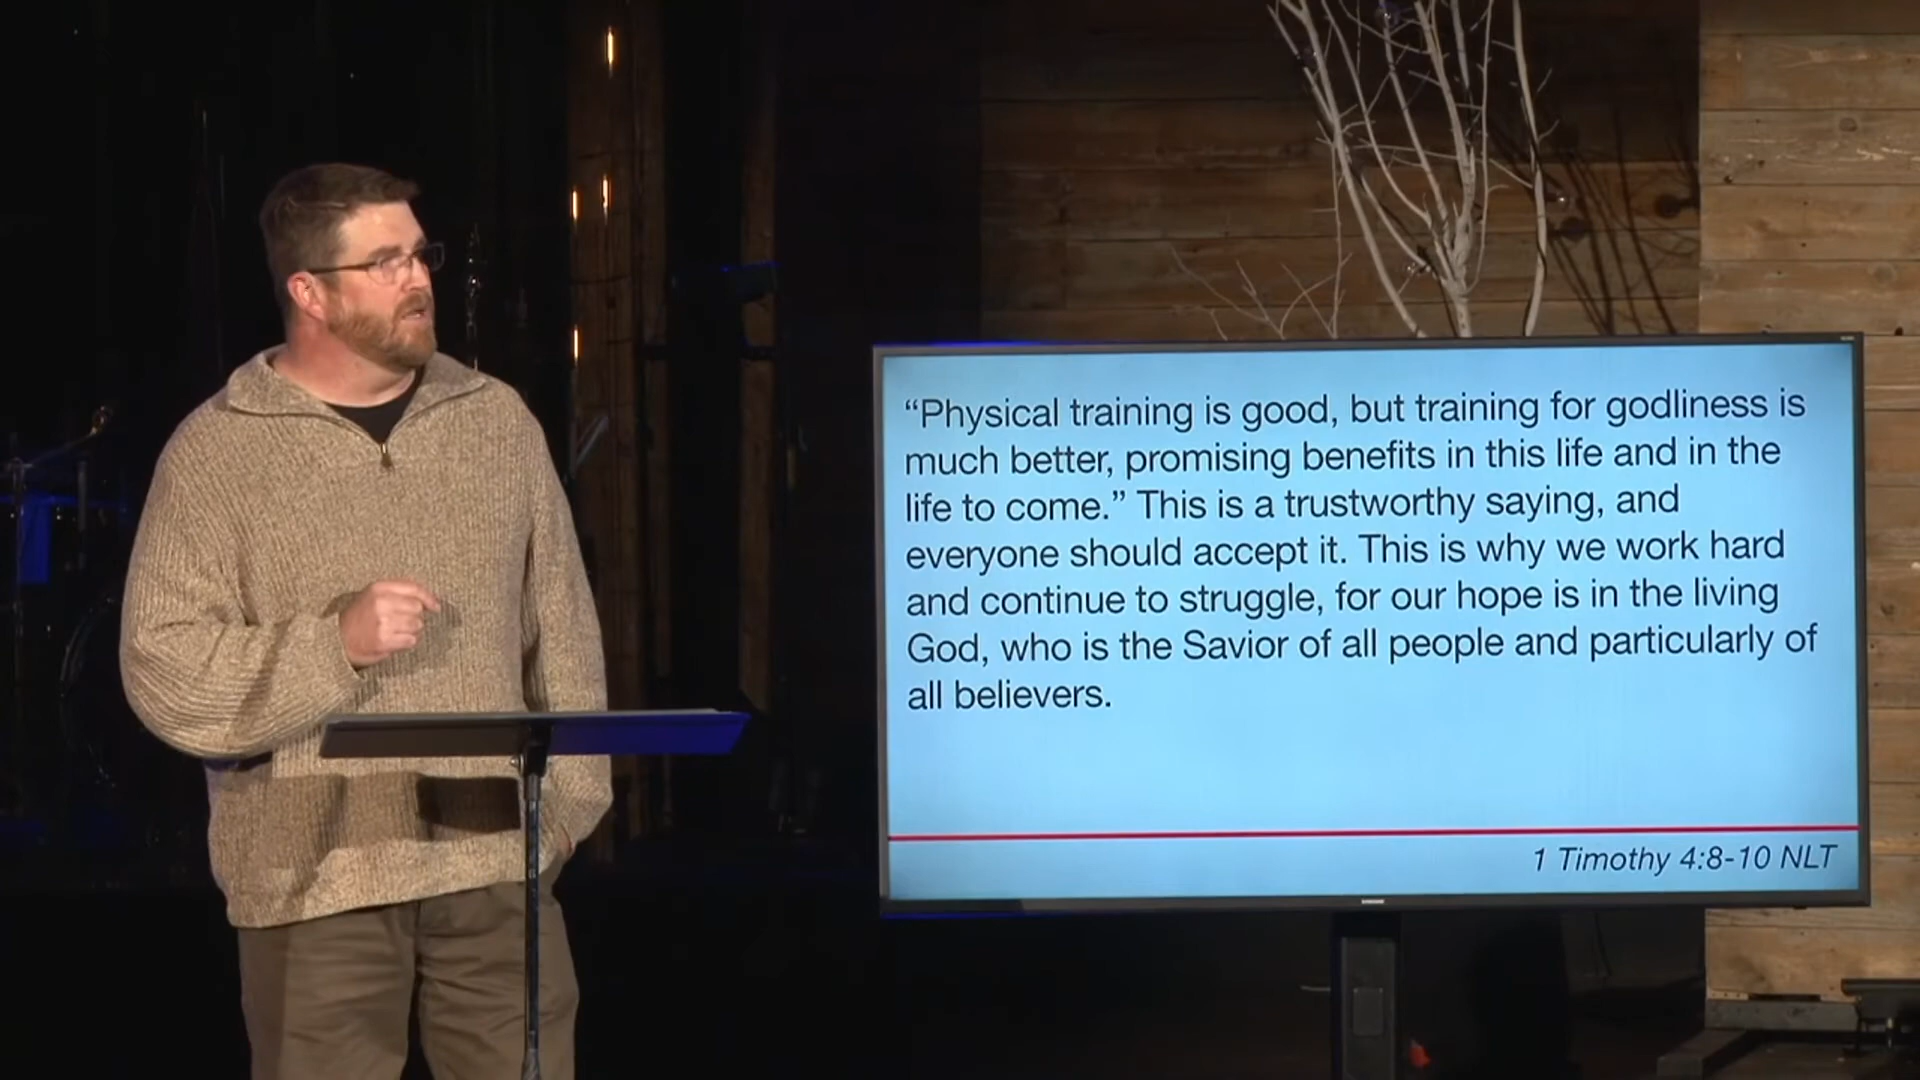 “Physical training is good, but training for godliness is
much better, promising benefits in this life and in the
life to come.” This is a trustworthy saying, and
everyone should accept it. This is why we work hard
and continue to struggle, for our hope is in the living
God, who is the Savior of all people and particularly of
all believers.
1 Timothy 4:8-10 NLT